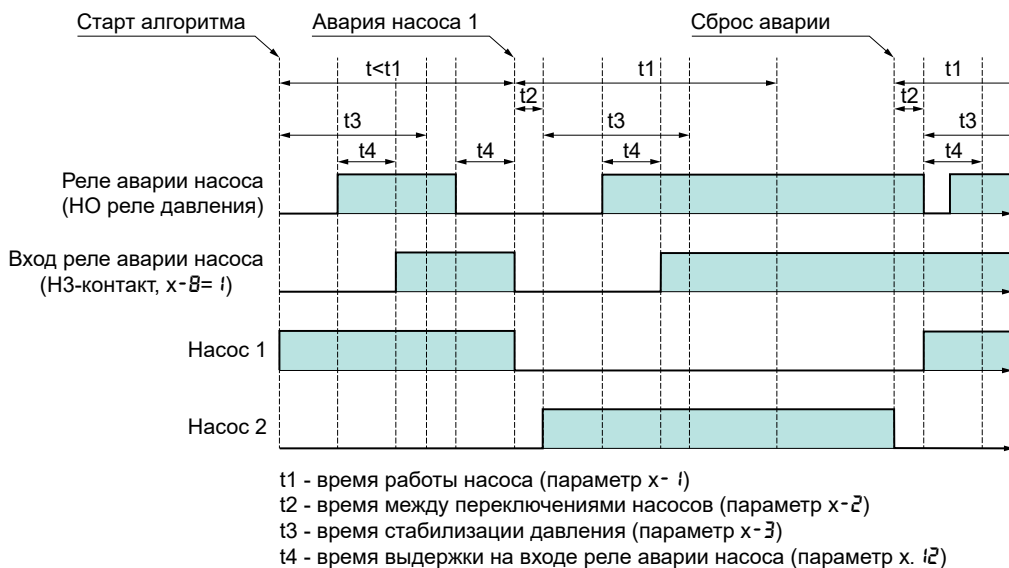 Старт алгоритма
Авария насоса 1
Сброс аварии
t<t1
t1
t1
t2
t2
t3
t3
t3
t4
t4
t4
t4
Реле аварии насоса
(НО реле давления)
Вход реле аварии насоса
(НЗ-контакт, x-8=1)
Насос 1
Насос 2
t1 - время работы насоса (параметр x-1)
t2 - время между переключениями насосов (параметр x-2)
t3 - время стабилизации давления (параметр x-3)
t4 - время выдержки на входе реле аварии насоса (параметр x. 12)